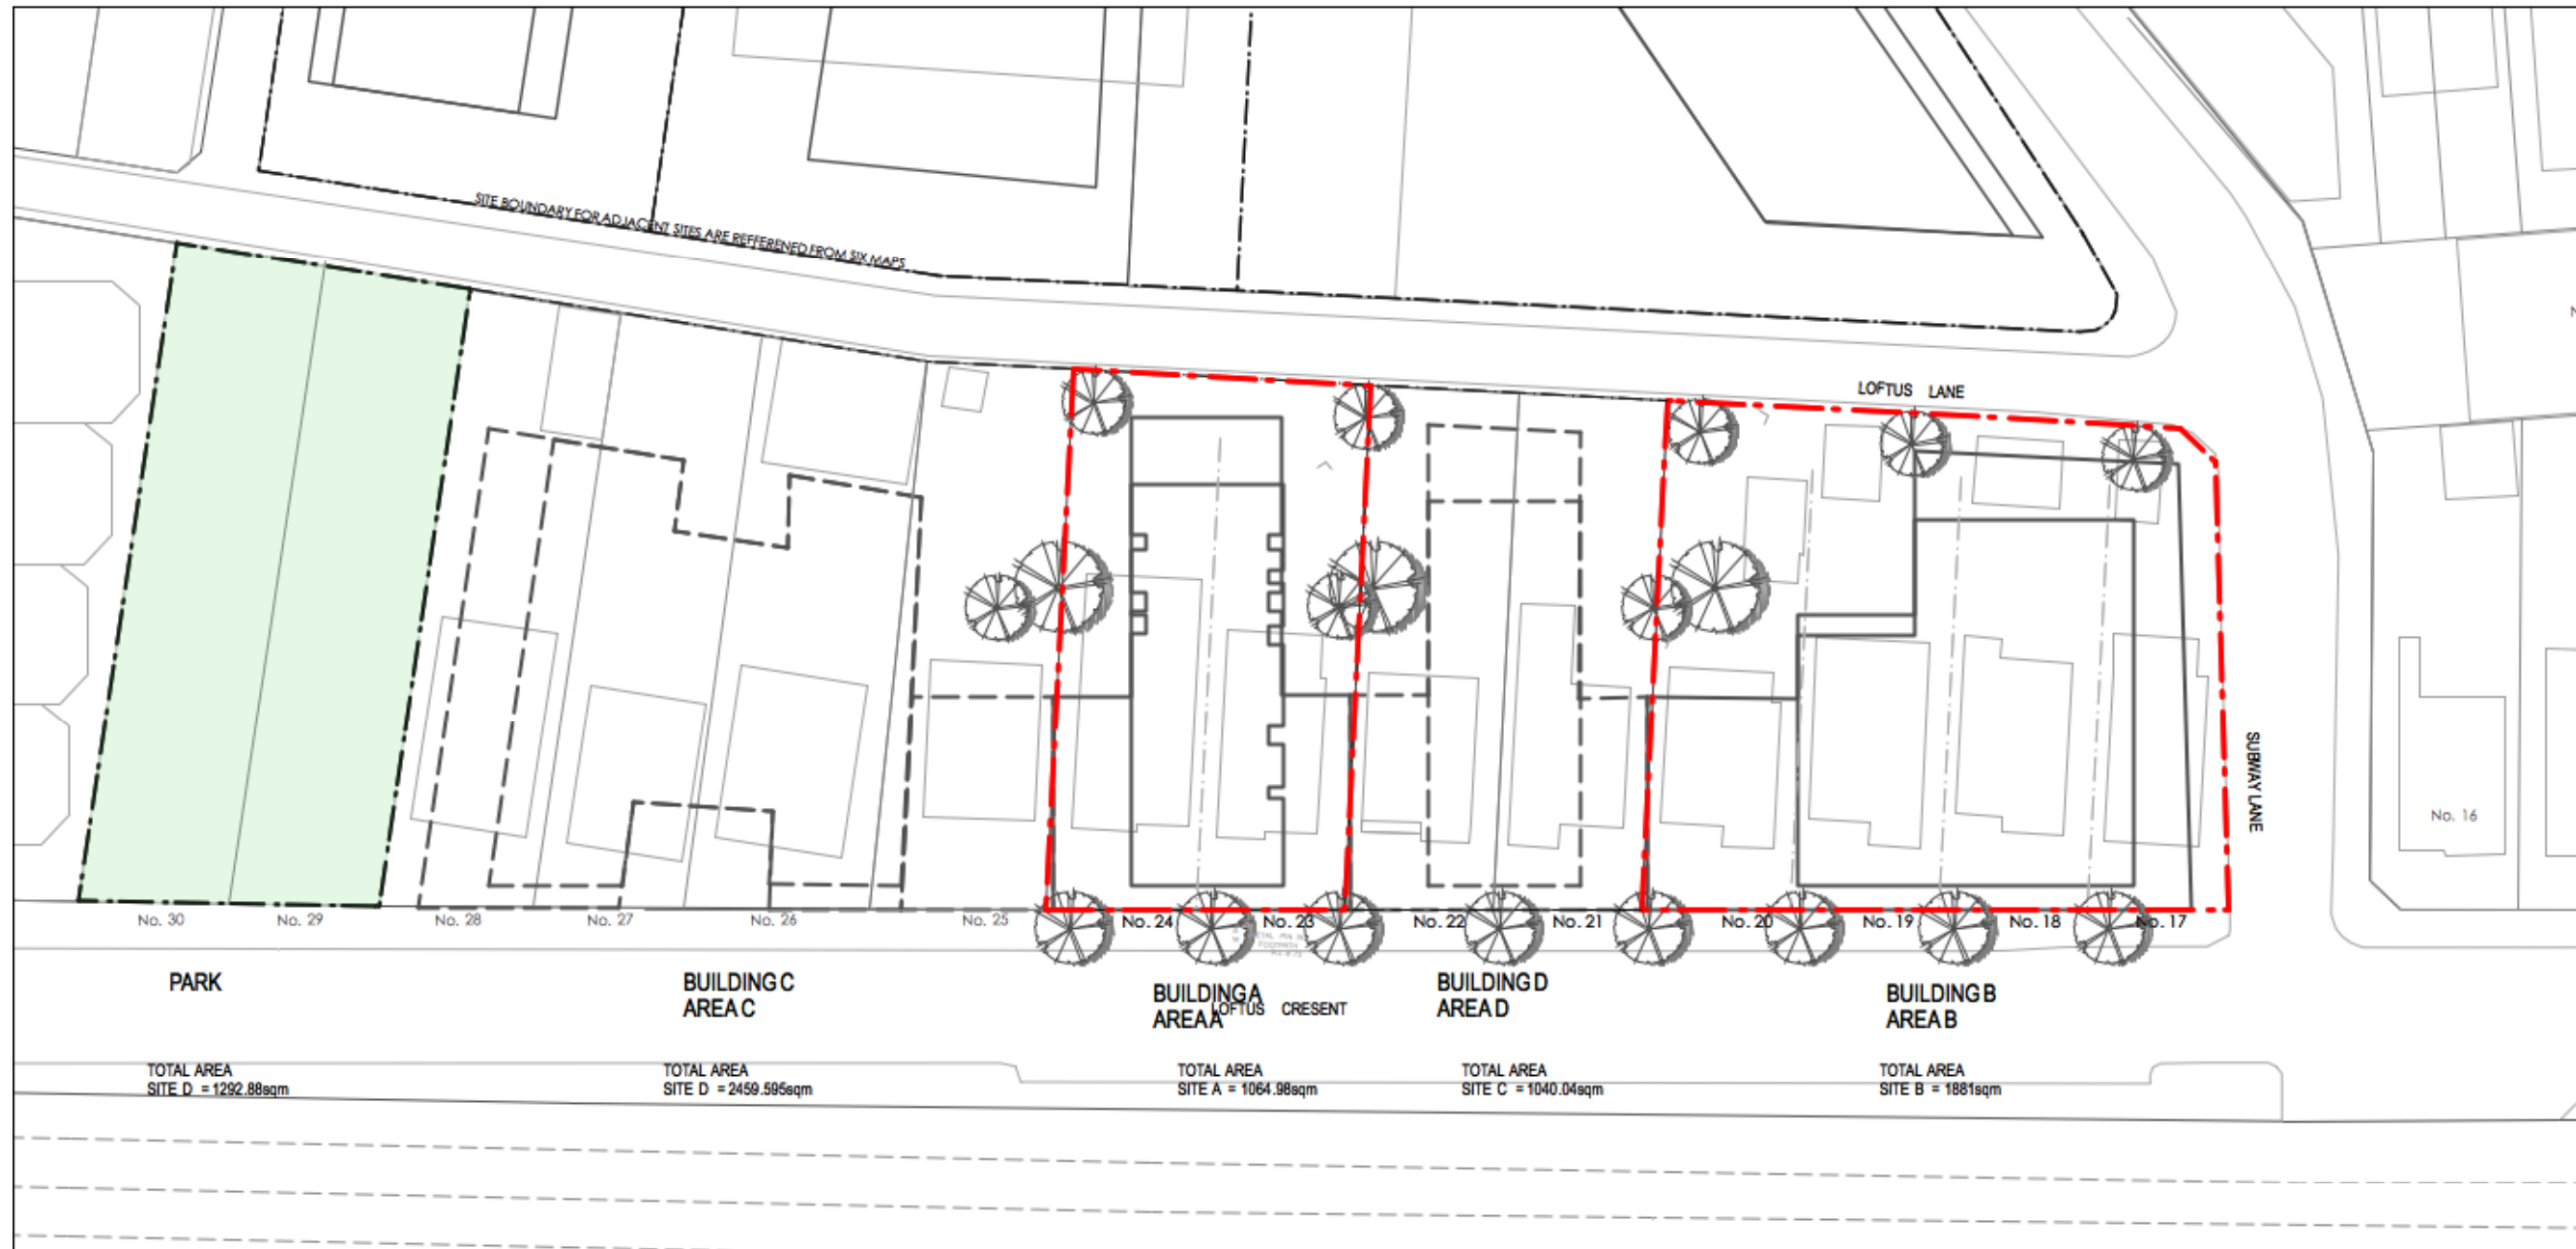 SITE BOUNDARY FOR ADJACENT SITES ARE REFFERENED FROM SIX MAPS
LOFTUS LANE
SUBWAY LANE
No. 16
No. 30
No. 29
No. 28
No. 27
No. 26
No. 25
No. 24
No. 23
No. 22
No. 21
No. 20
No. 19
No. 18
No. 17
PARK
BUILDING C
AREA C
BUILDING A
AREA A
LOFTUS CRESENT
BUILDING D
AREA D
BUILDING B
AREA B
TOTAL AREA
SITE D = 1292.88sqm
TOTAL AREA
SITE D = 2459.595sqm
TOTAL AREA
SITE A = 1064.98sqm
TOTAL AREA
SITE C = 1040.04sqm
TOTAL AREA
SITE B = 1881sqm